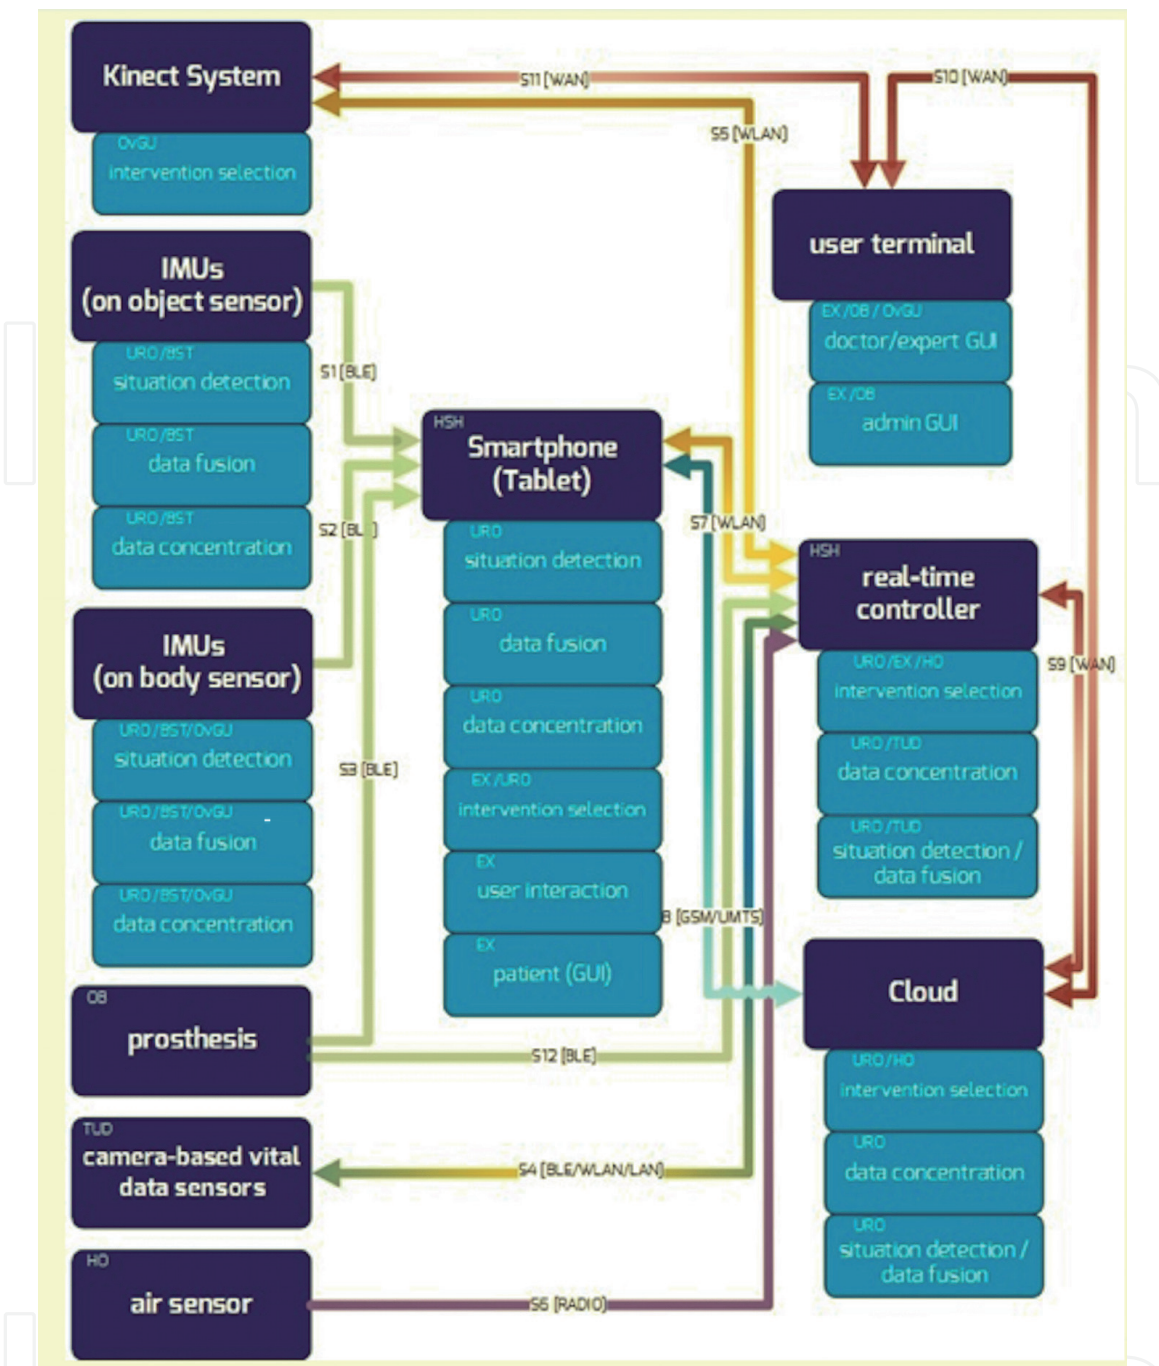 Kinect System
OvGU
intervention selection
S11 [WAN]
S10 [WAN]
S5 [WLAN]
user terminal
EX /OB / OvGU
doctor/expert GUI
EX /OB
admin GUI
IMUs
(on object sensor)
URO/BST
situation detection
URO/BST
data fusion
URO/BST
data concentration
S1 [BLE]
S2 [BL ]
S3 [BLE]
IMUs
(on body sensor)
URO/BST/OvGU
situation detection
URO/BST/OvGU
data fusion
URO/BST/OvGU
data concentration
HSH
Smartphone
(Tablet)
URO
situation detection
URO
data fusion
URO
data concentration
EX /URO
intervention selection
EX
user interaction
EX
patient (GUI)
S7 [WLAN]
8 [GSM/UMTS]
HSH
real-time
controller
URO/EX /HO
intervention selection
URO /TUD
data concentration
URO /TUD
situation detection /
data fusion
S9 [WAN]
Cloud
URO/HO
intervention selection
URO
data concentration
URO
situation detection /
data fusion
OB
prosthesis
S12 [BLE]
TUD
camera-based vital
data sensors
S4 [BLE/WLAN/LAN]
HO
air sensor
S6 [RADIO]